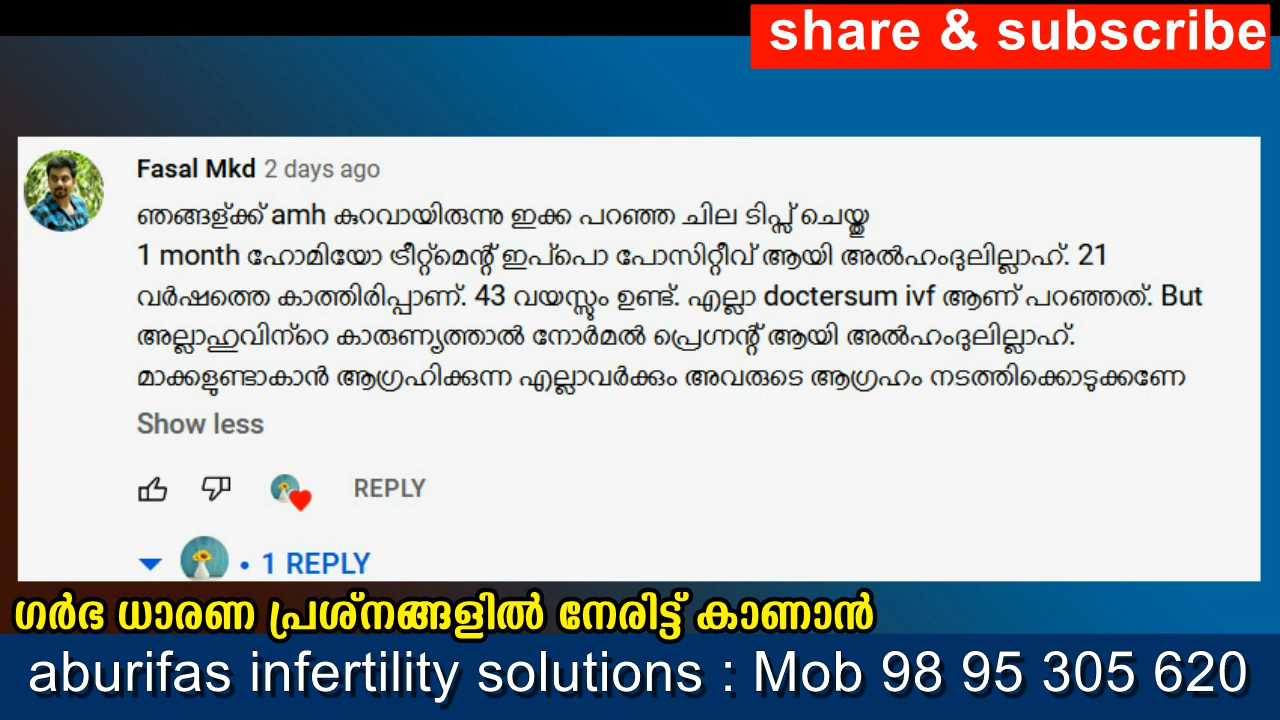 share & subscribe
Fasal Mkd 2 days ago
ഞങ്ങള്ക്ക് amh കുറവായിരുന്നു ഇക്ക പറഞ്ഞ ചില ടിപ്സ് ചെയ്തു
1 month ഹോമിയോ ട്രീറ്റ്മെന്റ് ഇപ്പൊ പോസിറ്റീവ് ആയി അൽഹംദുലില്ലാഹ്. 21
വർഷത്തെ കാത്തിരിപ്പാണ്. 43 വയസ്സും ഉണ്ട്. എല്ലാ doctersum ivf ആണ് പറഞ്ഞത്. But
അല്ലാഹുവിന്റെ കാരുണ്യത്താൽ നോർമൽ പ്രെഗ്നന്റ് ആയി അൽഹംദുലില്ലാഹ്.
മാക്കളുണ്ടാകാൻ ആഗ്രഹിക്കുന്ന എല്ലാവർക്കും അവരുടെ ആഗ്രഹം നടത്തിക്കൊടുക്കണേ
Show less
REPLY
• 1 REPLY
ഗർഭ ധാരണ പ്രശ്നങ്ങളിൽ നേരിട്ട് കാണാൻ
aburifas infertility solutions : Mob 98 95 305 620